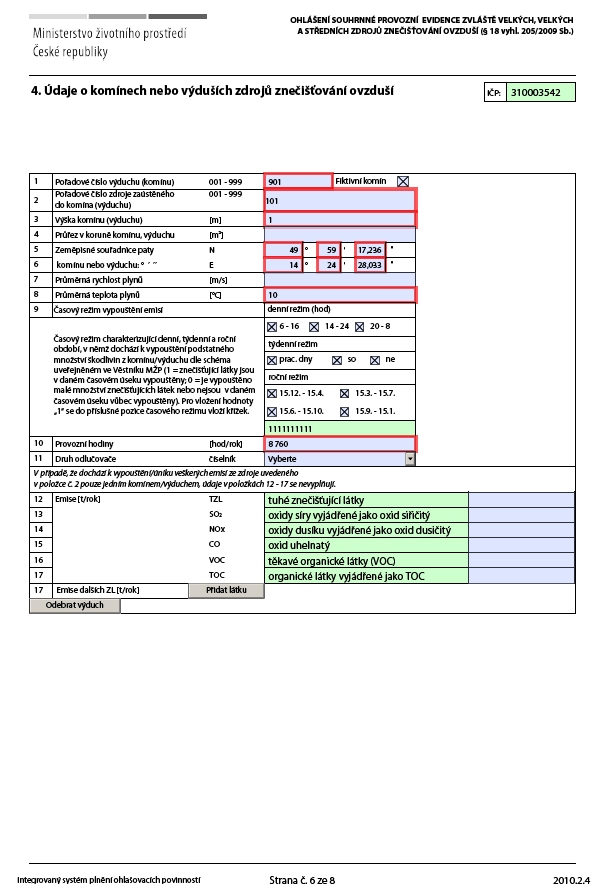 Ministerstvo životního prostředí
České republiky
OHLÁŠENÍ SOUHRNNÉ PROVOZNÍ EVIDENCE ZVLÁŠTĚ VELKÝCH, VELKÝCH
A STŘEDNÍCH ZDROJŮ ZNEČIŠŤOVÁNÍ OVZDUŠÍ (§ 18 vyhl. 205/2009 Sb.)
4. Údaje o komínech nebo výduších zdrojů znečišťování ovzduší
IČP: 310003542
1 Pořadové číslo výduchu (komínu) 001 - 999 901 Fiktivní komín
2 Pořadové číslo zdroje zaústěného 001 - 999 101
do komína (výduchu)
3 Výška komínu (výduchu) [m] 1
4 Průřez v koruně komínu, výduchu [m²]
5 Zeměpisné souřadnice paty N 49 ° 59 ' 17,236 "
6 komínu nebo výduchu: ° ´ ˝ E 14 ° 24 ' 28,033 "
7 Průměrná rychlost plynů [m/s]
8 Průměrná teplota plynů [°C] 10
9 Časový režim vypouštění emisí denní režim (hod)
6 - 16 14 - 24 20 - 8
týdenní režim
prac. dny so ne
roční režim
15.12. - 15.4. 15.3. - 15.7.
15.6. - 15.10. 15.9. - 15.1.
1111111111
Časový režim charakterizující denní, týdenní a roční
období, v němž dochází k vypouštění podstatného
množství škodlivin z komínu/výduchu dle schéma
uveřejněném ve Věstníku MŽP (1 = znečišťující látky jsou
v daném časovém úseku vypouštěny; 0 = je vypouštěno
malé množství znečišťujících látek nebo nejsou v daném
časovém úseku vůbec vypouštěny). Pro vložení hodnoty
„1" se do příslušné pozice časového režimu vloží křížek.
10 Provozní hodiny [hod/rok] 8 760
11 Druh odlučovače číselník Vyberte
V případě, že dochází k vypouštění/úniku veškerých emisí ze zdroje uvedeného
v položce č. 2 pouze jedním komínem/výduchem, údaje v položkách 12 - 17 se nevyplňují.
12 Emise [t/rok] TZL tuhé znečišťující látky
13 SO₂ oxidy síry vyjádřené jako oxid siřičitý
14 NOx oxidy dusíku vyjádřené jako oxid dusičitý
15 CO oxid uhelnatý
16 VOC těkavé organické látky (VOC)
17 TOC organické látky vyjádřené jako TOC
17 Emise dalších ZL [t/rok] Přidat látku
Odebrat výduch
Integrovaný systém plnění ohlašovacích povinností Strana č. 6 ze 8 2010.2.4